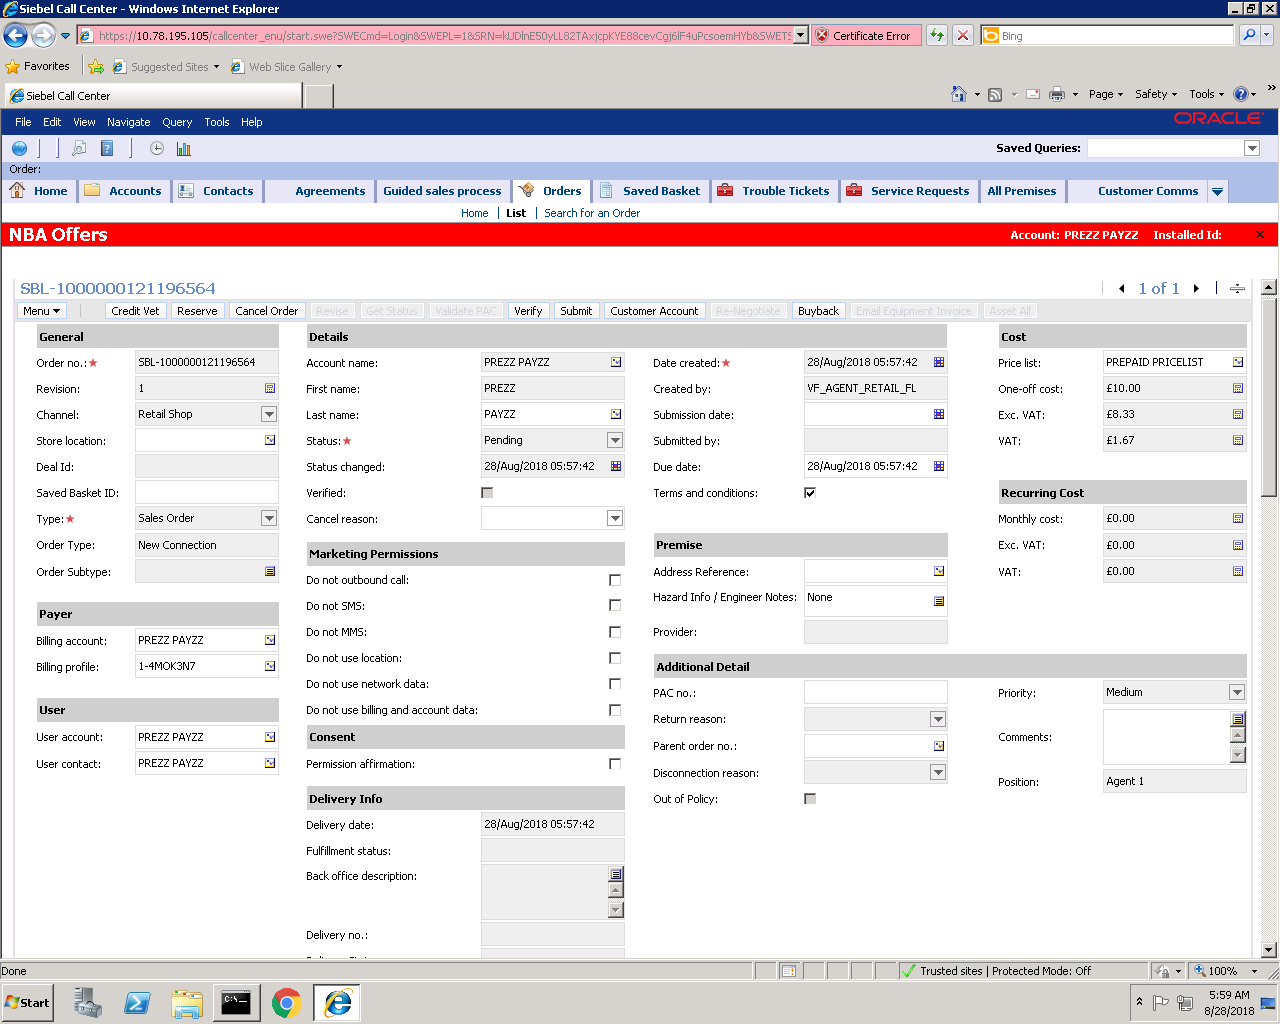 Siebel Call Center - Windows Internet Explorer
https://10.78.195.105/callcenter_enu/start.swe?SWECmd=Login&SWEPL=1&SRN=
Certificate Error
Bing
Favorites
Suggested Sites
Web Slice Gallery
Siebel Call Center
Page
Safety
Tools
File Edit View Navigate Query Tools Help
ORACLE
Saved Queries:
Order:
Home
Accounts
Contacts
Agreements
Guided sales process
Orders
Saved Basket
Trouble Tickets
Service Requests
All Premises
Customer Comms
Home | List | Search for an Order
NBA Offers
Account: PREZZ PAYZZ Installed Id:
SBL-1000000121196564
1 of 1
Menu
Credit Vet
Reserve
Cancel Order
Revise
Get Status
Validate PAC
Verify
Submit
Customer Account
Re-Negotiate
Buyback
Email Equipment Invoice
Asset All
General
Order no.:★ SBL-1000000121196564
Revision: 1
Channel: Retail Shop
Store location:
Deal Id:
Saved Basket ID:
Type:★ Sales Order
Order Type: New Connection
Order Subtype:
Payer
Billing account: PREZZ PAYZZ
Billing profile: 1-4MOK3N7
User
User account: PREZZ PAYZZ
User contact: PREZZ PAYZZ
Details
Account name: PREZZ PAYZZ
First name: PREZZ
Last name: PAYZZ
Status:★ Pending
Status changed: 28/Aug/2018 05:57:42
Verified:
Cancel reason:
Marketing Permissions
Do not outbound call:
Do not SMS:
Do not MMS:
Do not use location:
Do not use network data:
Do not use billing and account data:
Consent
Permission affirmation:
Delivery Info
Delivery date: 28/Aug/2018 05:57:42
Fulfillment status:
Back office description:
Delivery no.:
Date created:★ 28/Aug/2018 05:57:42
Created by: VF_AGENT_RETAIL_FL
Submission date:
Submitted by:
Due date: 28/Aug/2018 05:57:42
Terms and conditions:
Premise
Address Reference:
Hazard Info / Engineer Notes: None
Provider:
Additional Detail
PAC no.:
Return reason:
Parent order no.:
Disconnection reason:
Out of Policy:
Priority: Medium
Comments:
Position: Agent 1
Cost
Price list: PREPAID PRICELIST
One-off cost: £10.00
Exc. VAT: £8.33
VAT: £1.67
Recurring Cost
Monthly cost: £0.00
Exc. VAT: £0.00
VAT: £0.00
Done
Trusted sites | Protected Mode: Off
100%
Start
5:59 AM
8/28/2018